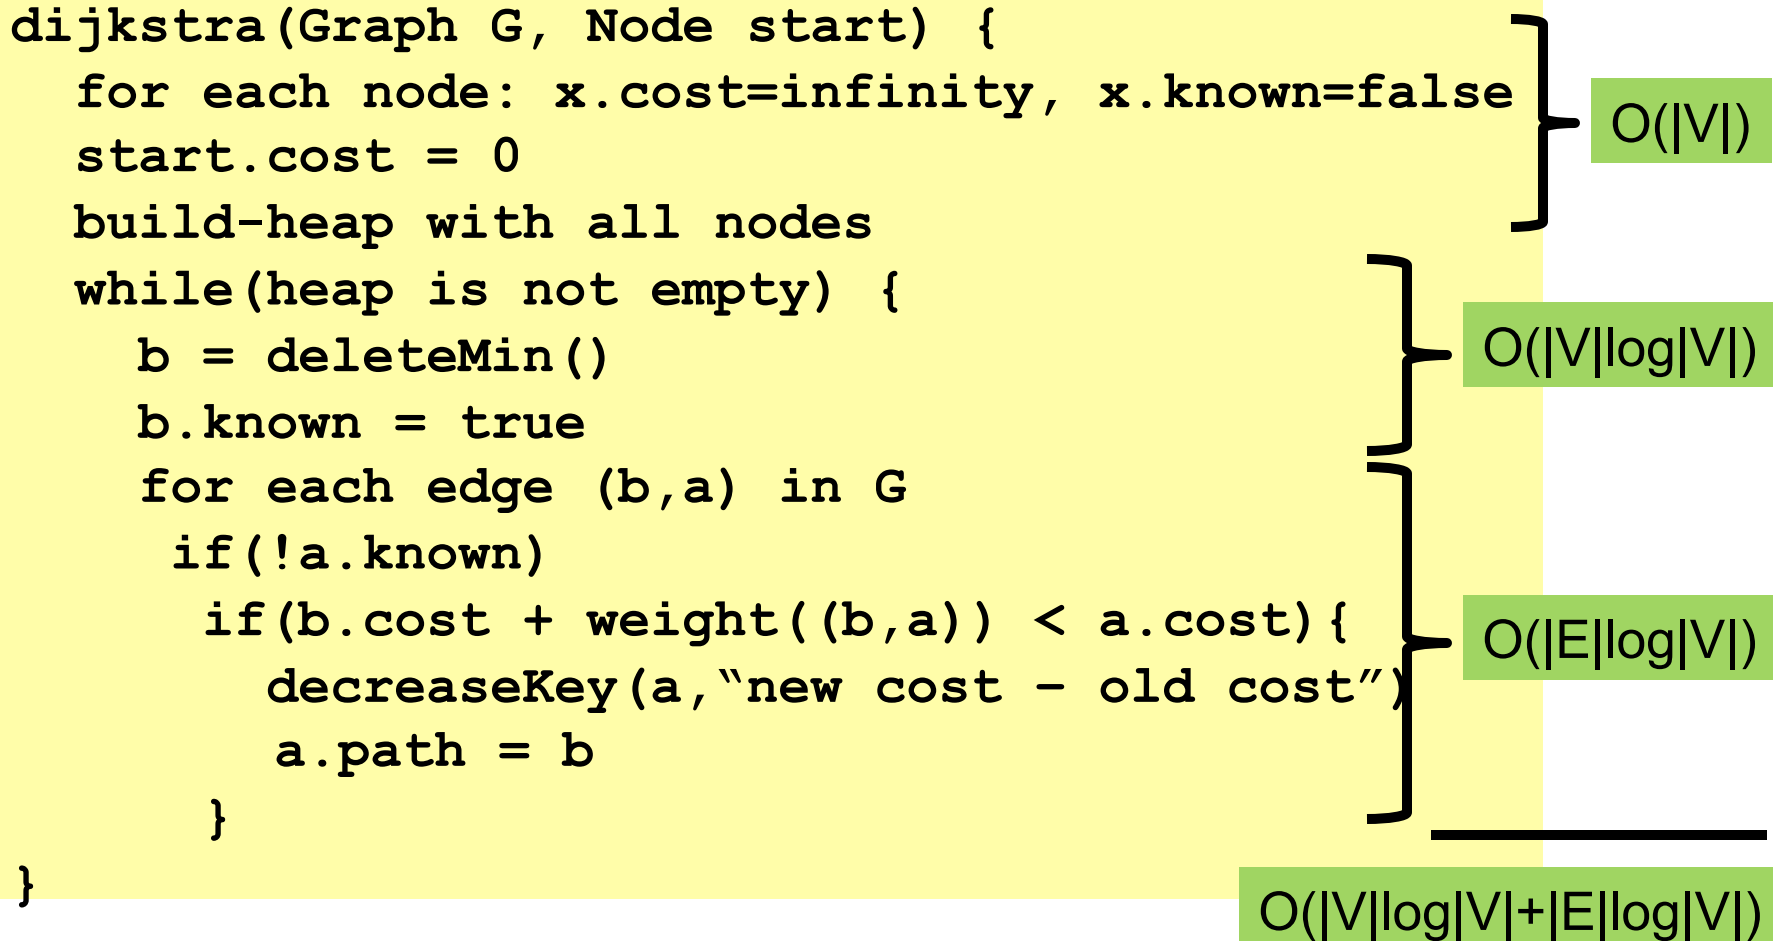 dijkstra(Graph G, Node start) {
for each node: x.cost=infinity, x.known=false
O(|V|)
start.cost = 0
build-heap with all nodes
while(heap is not empty) {
b = deleteMin()
O(|V|log|V|)
b.known = true
for each edge (b,a) in G
if(!a.known)
if(b.cost + weight((b,a)) < a.cost){
O(|E|log|V|)
decreaseKey(a,“new cost – old cost”)
a.path = b
}
}
O(|V|log|V|+|E|log|V|)